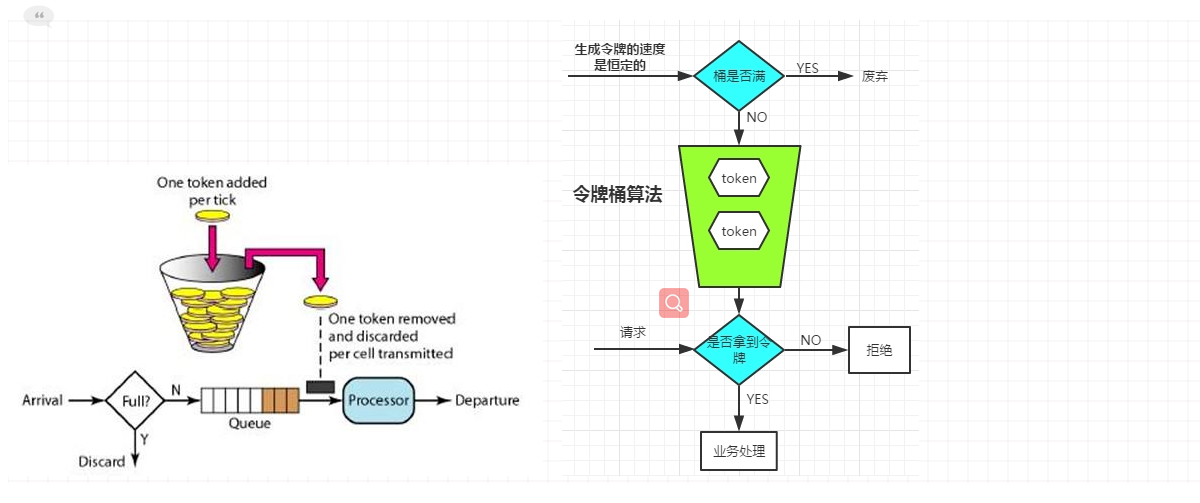 One token added
per tick
One token removed
and discarded
per cell transmitted
Arrival
Full?
N
Y
Discard
Queue
Processor
Departure
生成令牌的速度
是恒定的
桶是否满
YES
废弃
NO
令牌桶算法
token
token
请求
是否拿到令
牌
NO
拒绝
YES
业务处理